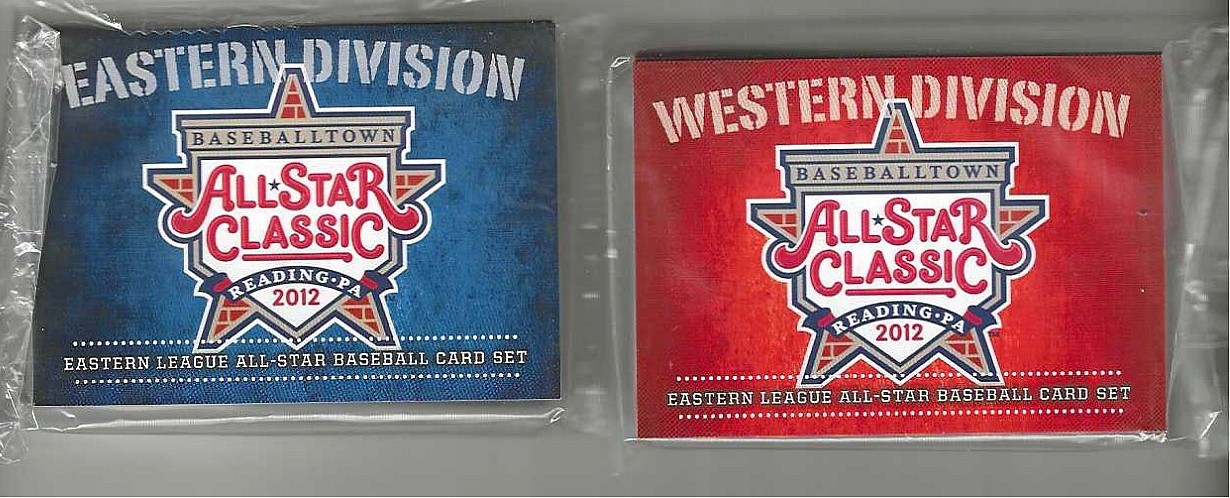 EASTERN DIVISION
BASEBALLTOWN
ALL★STAR
CLASSIC
READING•PA
2012
EASTERN LEAGUE ALL-STAR BASEBALL CARD SET
WESTERN DIVISION
BASEBALLTOWN
ALL★STAR
CLASSIC
READING•PA
2012
EASTERN LEAGUE ALL-STAR BASEBALL CARD SET